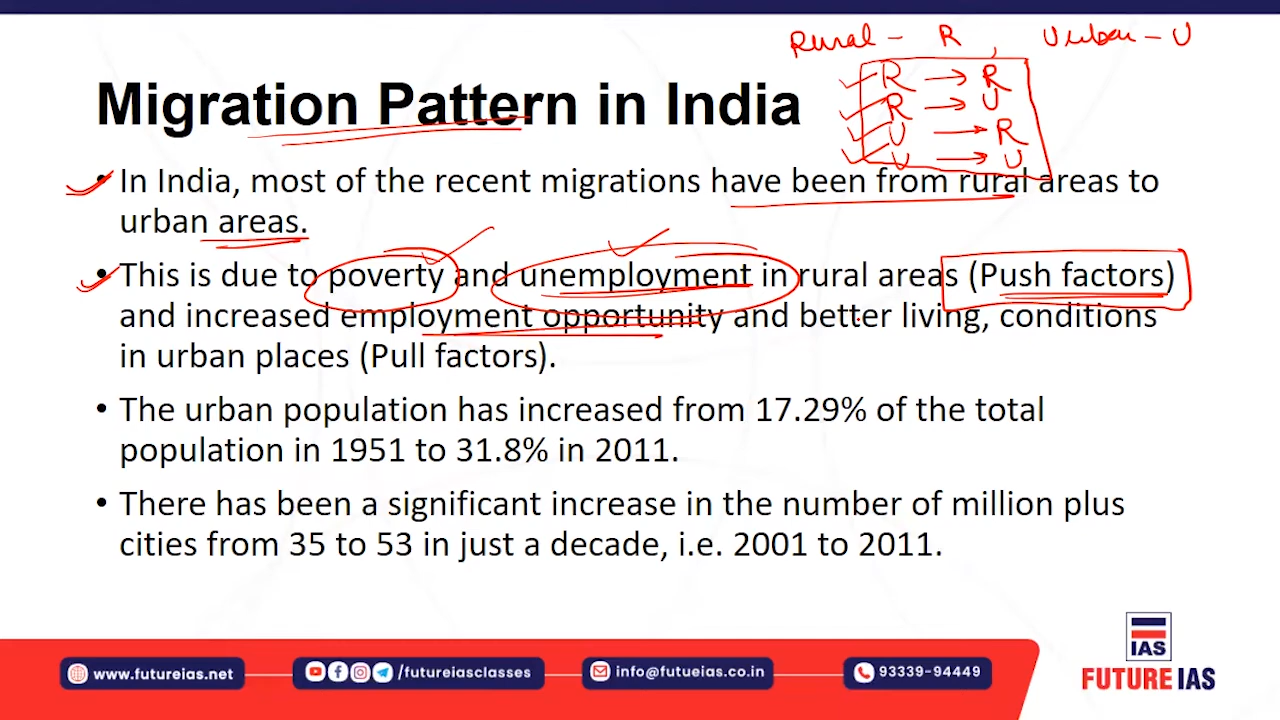 Rural - R , Urban - U
R → R
R → U
U → R
U → U
Migration Pattern in India
• In India, most of the recent migrations have been from rural areas to
urban areas.
• This is due to poverty and unemployment in rural areas (Push factors)
and increased employment opportunity and better living, conditions
in urban places (Pull factors).
• The urban population has increased from 17.29% of the total
population in 1951 to 31.8% in 2011.
• There has been a significant increase in the number of million plus
cities from 35 to 53 in just a decade, i.e. 2001 to 2011.
www.futureias.net
/futureiasclasses
info@futueias.co.in
93339-94449
IAS
FUTURE IAS